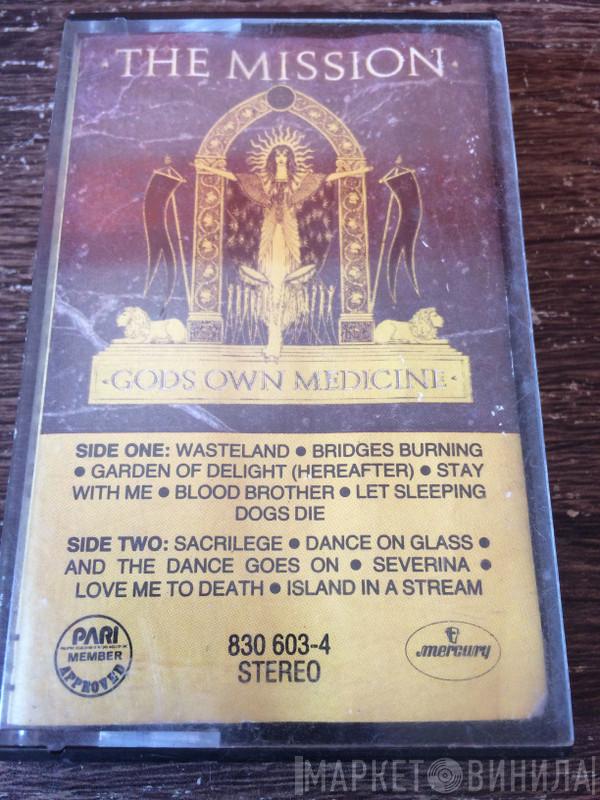 · THE MISSION ·
· GODS OWN MEDICINE ·
SIDE ONE: WASTELAND ● BRIDGES BURNING
● GARDEN OF DELIGHT (HEREAFTER) ● STAY
WITH ME ● BLOOD BROTHER ● LET SLEEPING
DOGS DIE
SIDE TWO: SACRILEGE ● DANCE ON GLASS ●
AND THE DANCE GOES ON ● SEVERINA ●
LOVE ME TO DEATH ● ISLAND IN A STREAM
PARI
MEMBER
APPROVED
830 603-4
STEREO
mercury
МАРКЕТ ВИНИЛА